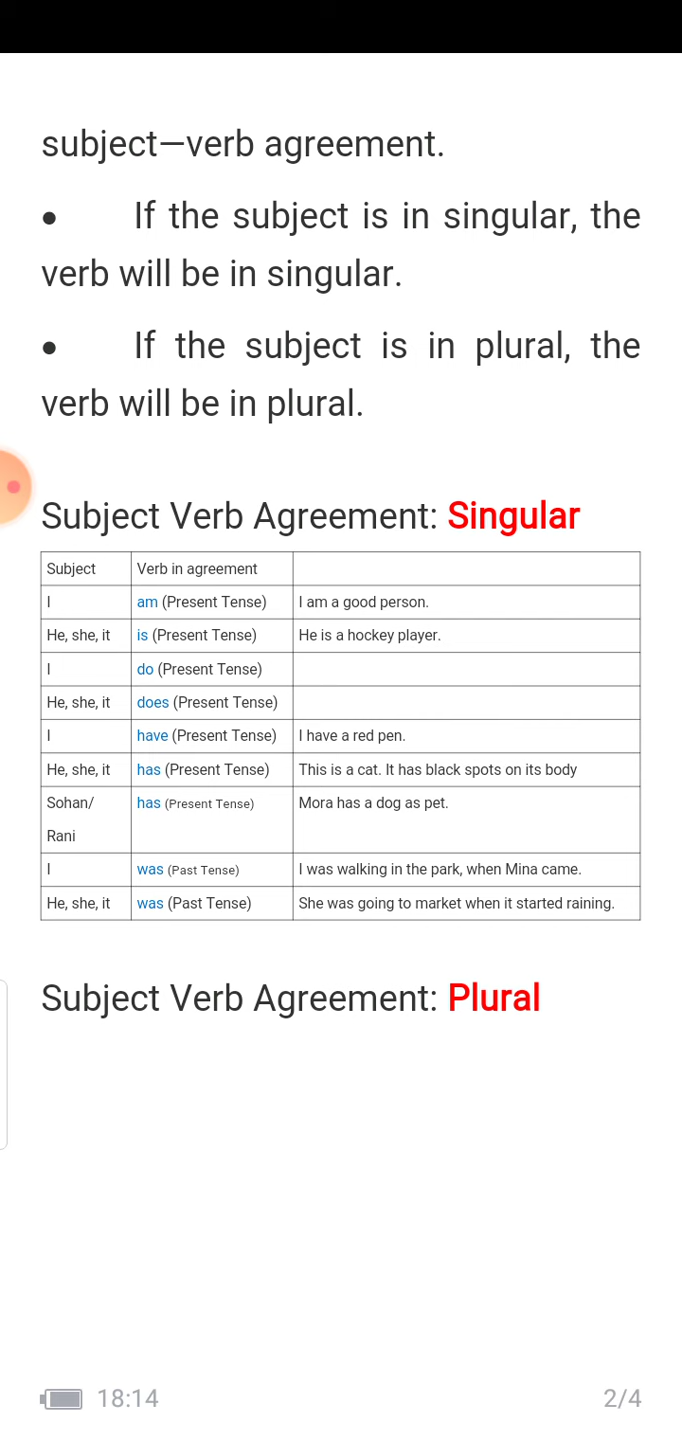 subject—verb agreement.
● If the subject is in singular, the
verb will be in singular.
● If the subject is in plural, the
verb will be in plural.
Subject Verb Agreement: Singular
Subject Verb in agreement
I am (Present Tense) I am a good person.
He, she, it is (Present Tense) He is a hockey player.
I do (Present Tense)
He, she, it does (Present Tense)
I have (Present Tense) I have a red pen.
He, she, it has (Present Tense) This is a cat. It has black spots on its body
Sohan/ has (Present Tense) Mora has a dog as pet.
Rani
I was (Past Tense) I was walking in the park, when Mina came.
He, she, it was (Past Tense) She was going to market when it started raining.
Subject Verb Agreement: Plural
18:14 2/4